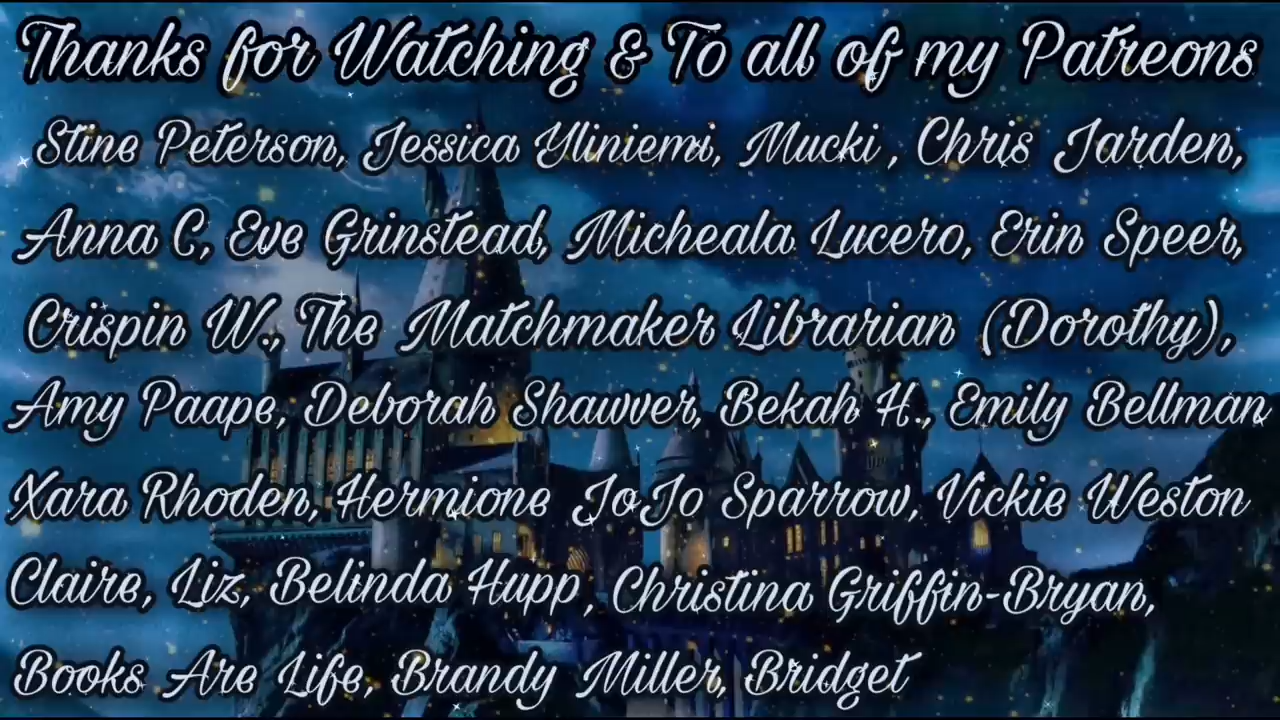 Thanks for Watching & To all of my Patreons
Stine Peterson, Jessica Yliniemi, Mucki , Chris Jarden,
Anna C, Eve Grinstead, Micheala Lucero, Erin Speer,
Crispin W., The Matchmaker Librarian (Dorothy),
Amy Paape, Deborah Shawver, Bekah H., Emily Bellman
Xara Rhoden, Hermione JoJo Sparrow, Vickie Weston
Claire, Liz, Belinda Hupp, Christina Griffin-Bryan,
Books Are Life, Brandy Miller, Bridget